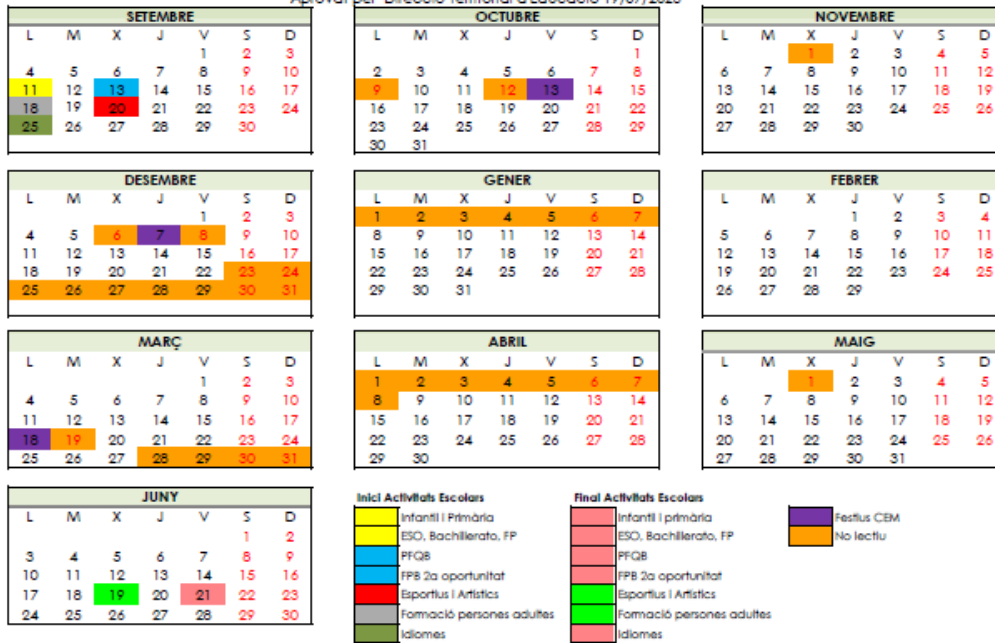 Aprovat per Direcció Territorial d'Educació 19/07/2023
SETEMBRE
L M X J V S D
1 2 3
4 5 6 7 8 9 10
11 12 13 14 15 16 17
18 19 20 21 22 23 24
25 26 27 28 29 30
OCTUBRE
L M X J V S D
1
2 3 4 5 6 7 8
9 10 11 12 13 14 15
16 17 18 19 20 21 22
23 24 25 26 27 28 29
30 31
NOVEMBRE
L M X J V S D
1 2 3 4 5
6 7 8 9 10 11 12
13 14 15 16 17 18 19
20 21 22 23 24 25 26
27 28 29 30
DESEMBRE
L M X J V S D
1 2 3
4 5 6 7 8 9 10
11 12 13 14 15 16 17
18 19 20 21 22 23 24
25 26 27 28 29 30 31
GENER
L M X J V S D
1 2 3 4 5 6 7
8 9 10 11 12 13 14
15 16 17 18 19 20 21
22 23 24 25 26 27 28
29 30 31
FEBRER
L M X J V S D
1 2 3 4
5 6 7 8 9 10 11
12 13 14 15 16 17 18
19 20 21 22 23 24 25
26 27 28 29
MARÇ
L M X J V S D
1 2 3
4 5 6 7 8 9 10
11 12 13 14 15 16 17
18 19 20 21 22 23 24
25 26 27 28 29 30 31
ABRIL
L M X J V S D
1 2 3 4 5 6 7
8 9 10 11 12 13 14
15 16 17 18 19 20 21
22 23 24 25 26 27 28
29 30
MAIG
L M X J V S D
1 2 3 4 5
6 7 8 9 10 11 12
13 14 15 16 17 18 19
20 21 22 23 24 25 26
27 28 29 30 31
JUNY
L M X J V S D
1 2
3 4 5 6 7 8 9
10 11 12 13 14 15 16
17 18 19 20 21 22 23
24 25 26 27 28 29 30
Inici Activitats Escolars
Infantil i Primària
ESO, Bachillerato, FP
PFQB
FPB 2a oportunitat
Esportius i Artístics
Formació persones adultes
Idiomes
Final Activitats Escolars
Infantil i primària
ESO, Bachillerato, FP
PFQB
FPB 2a oportunitat
Esportius i Artístics
Formació persones adultes
Idiomes
Festius CEM
No lectiu